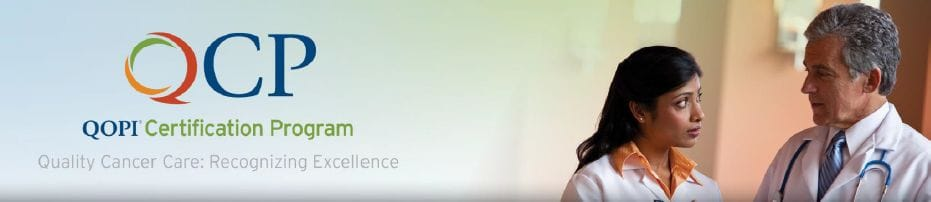 QCP
QOPI® Certification Program
Quality Cancer Care: Recognizing Excellence